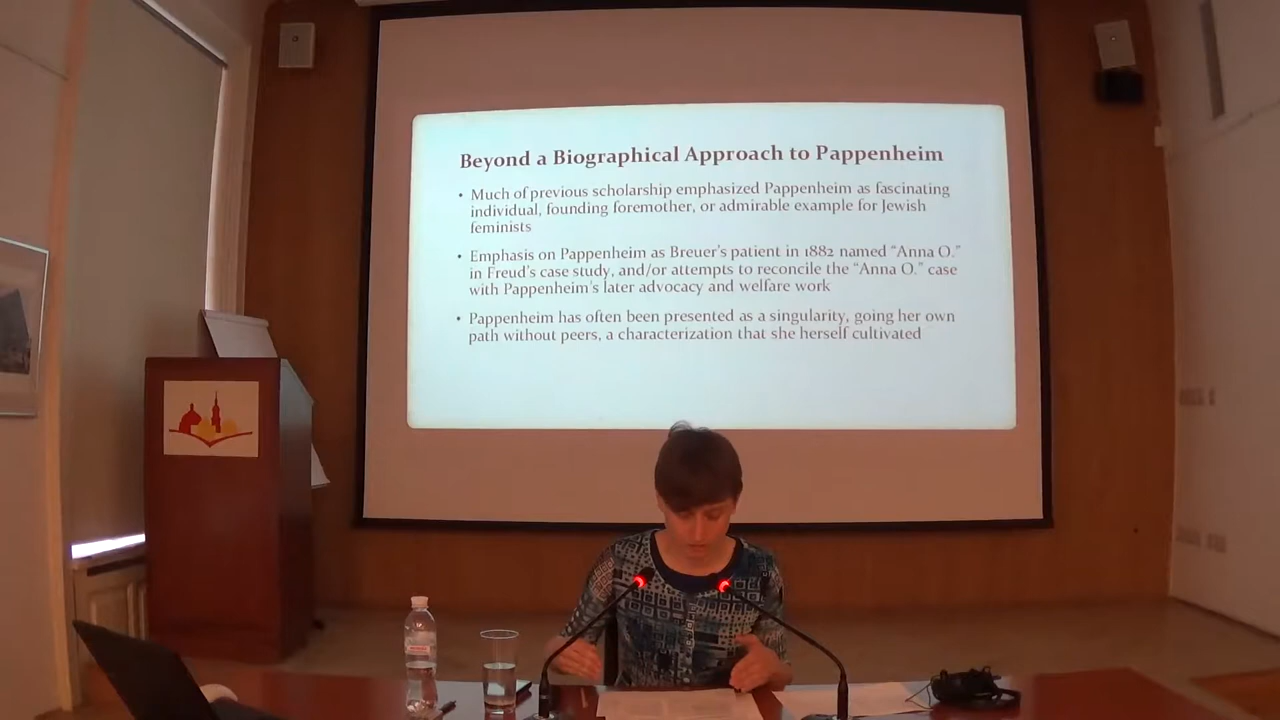 Beyond a Biographical Approach to Pappenheim
• Much of previous scholarship emphasized Pappenheim as fascinating
individual, founding foremother, or admirable example for Jewish
feminists
• Emphasis on Pappenheim as Breuer's patient in 1882 named “Anna O.”
in Freud's case study, and/or attempts to reconcile the “Anna O.” case
with Pappenheim's later advocacy and welfare work
• Pappenheim has often been presented as a singularity, going her own
path without peers, a characterization that she herself cultivated